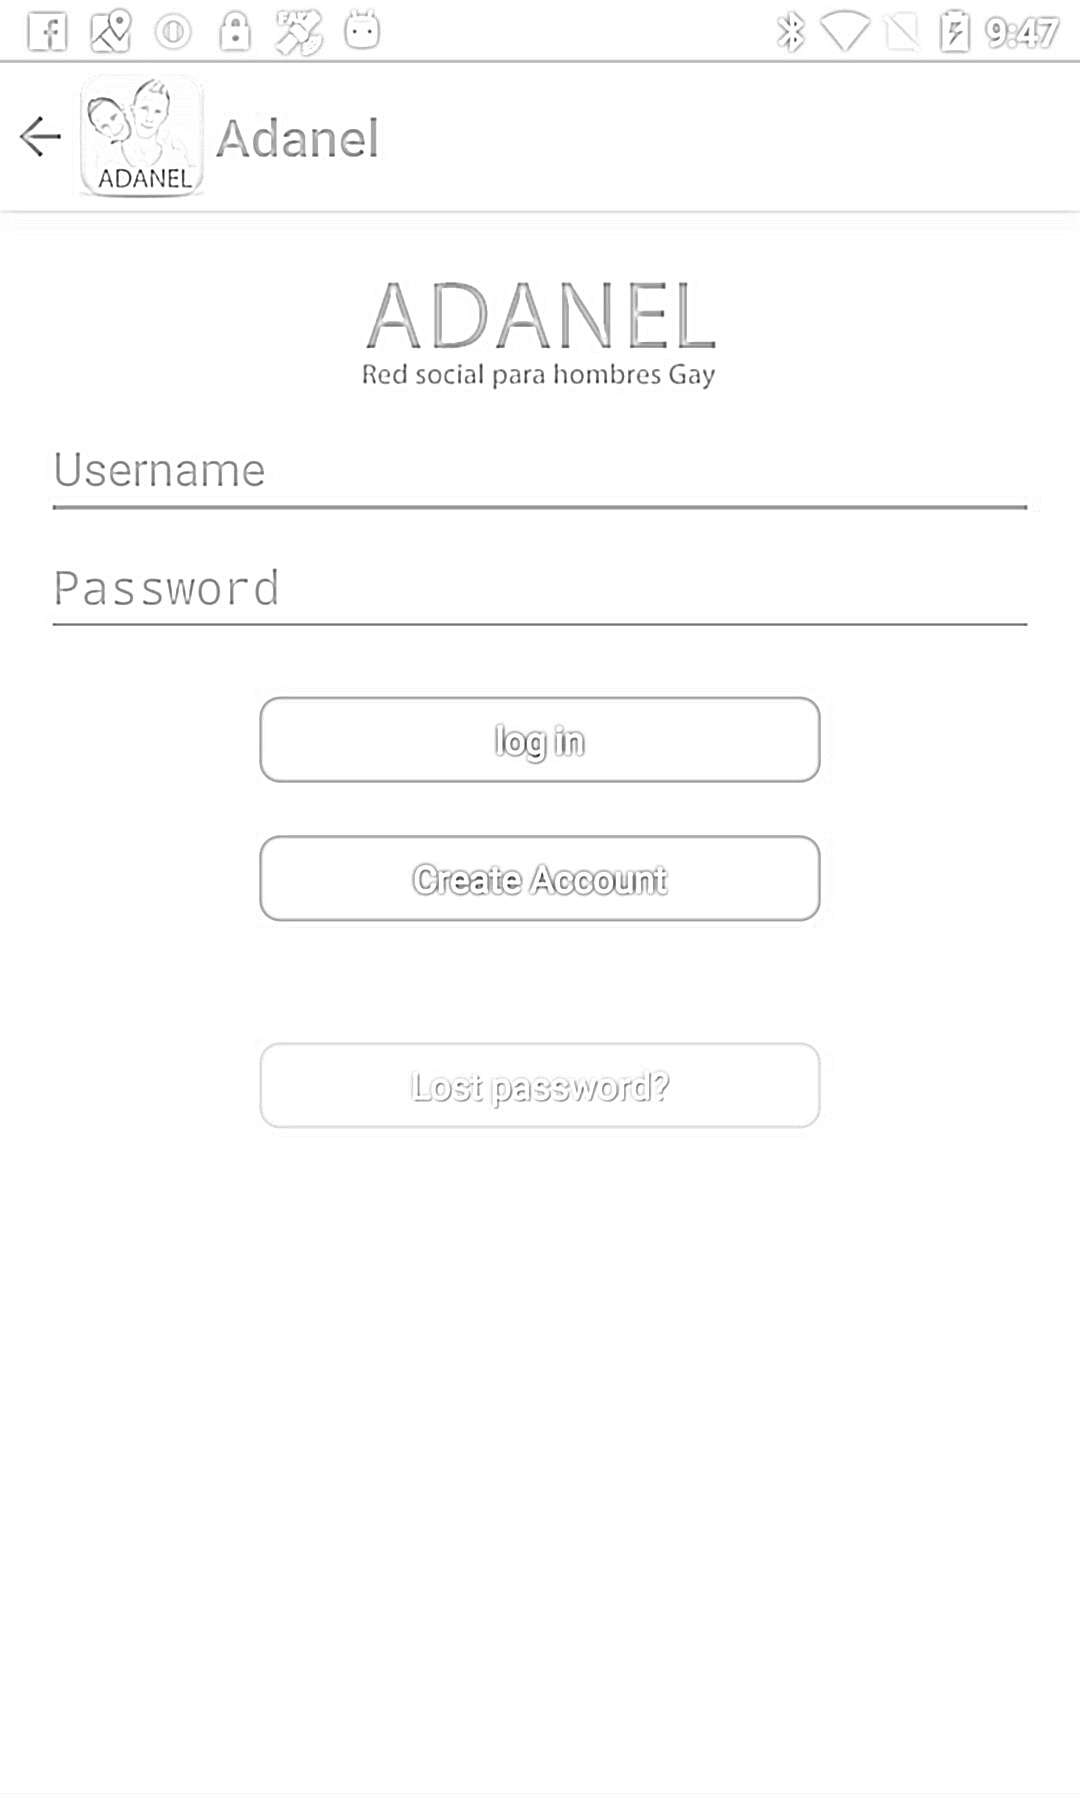 9:47
ADANEL
Adanel
ADANEL
Red social para hombres Gay
Username
Password
log in
Create Account
Lost password?